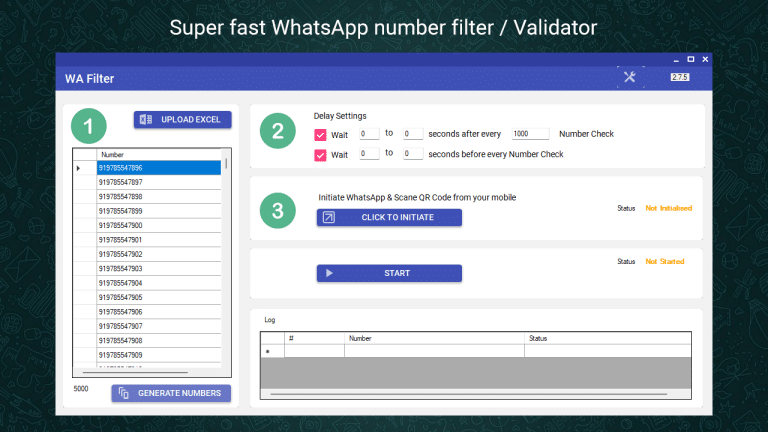 Super fast WhatsApp number filter / Validator
WA Filter
2.7.5
1
UPLOAD EXCEL
Number
919785547896
919785547897
919785547898
919785547899
919785547900
919785547901
919785547902
919785547903
919785547904
919785547905
919785547906
919785547907
919785547908
919785547909
5000
GENERATE NUMBERS
2
Delay Settings
Wait 0 to 0 seconds after every 1000 Number Check
Wait 0 to 0 seconds before every Number Check
3
Initiate WhatsApp & Scane QR Code from your mobile
CLICK TO INITIATE
Status Not Initialised
START
Status Not Started
Log
# Number Status